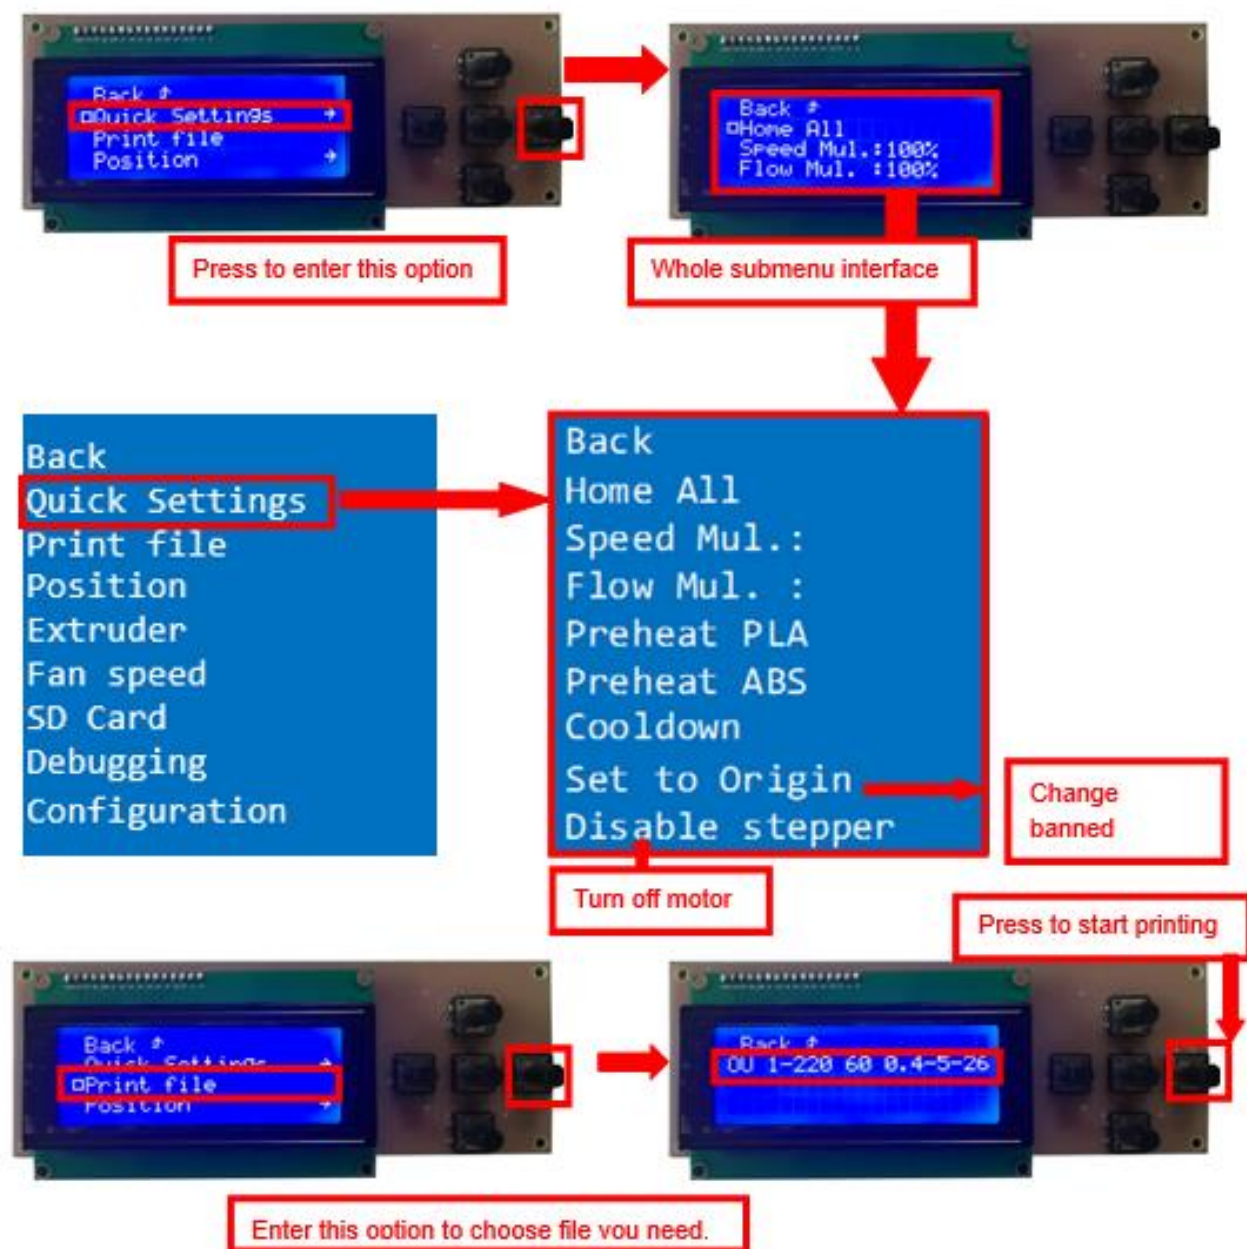 Back
Quick Settings
Print file
Position
Back
Home All
Speed Mul.:100%
Flow Mul. :100%
Press to enter this option
Whole submenu interface
Back
Quick Settings
Print file
Position
Extruder
Fan speed
SD Card
Debugging
Configuration
Back
Home All
Speed Mul.:
Flow Mul. :
Preheat PLA
Preheat ABS
Cooldown
Set to Origin
Disable stepper
Change
banned
Turn off motor
Press to start printing
Back
Quick Settings
Print file
Position
Back
OU 1-220 60 0.4-5-26
Enter this option to choose file you need.